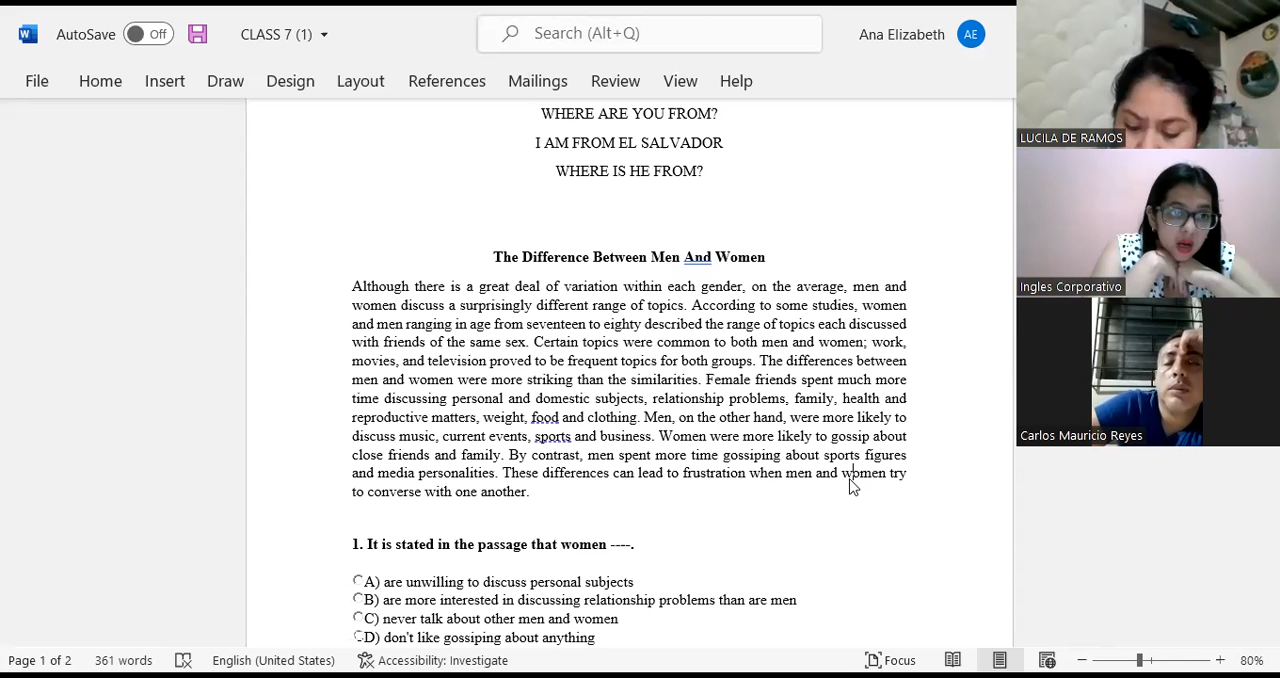 AutoSave Off CLASS 7 (1) Search (Alt+Q) Ana Elizabeth AE
File Home Insert Draw Design Layout References Mailings Review View Help
WHERE ARE YOU FROM?
I AM FROM EL SALVADOR
WHERE IS HE FROM?
The Difference Between Men And Women
Although there is a great deal of variation within each gender, on the average, men and
women discuss a surprisingly different range of topics. According to some studies, women
and men ranging in age from seventeen to eighty described the range of topics each discussed
with friends of the same sex. Certain topics were common to both men and women; work,
movies, and television proved to be frequent topics for both groups. The differences between
men and women were more striking than the similarities. Female friends spent much more
time discussing personal and domestic subjects, relationship problems, family, health and
reproductive matters, weight, food and clothing. Men, on the other hand, were more likely to
discuss music, current events, sports and business. Women were more likely to gossip about
close friends and family. By contrast, men spent more time gossiping about sports figures
and media personalities. These differences can lead to frustration when men and women try
to converse with one another.
1. It is stated in the passage that women ----.
A) are unwilling to discuss personal subjects
B) are more interested in discussing relationship problems than are men
C) never talk about other men and women
D) don't like gossiping about anything
Page 1 of 2 361 words English (United States) Accessibility: Investigate Focus 80%
LUCILA DE RAMOS
Ingles Corporativo
Carlos Mauricio Reyes